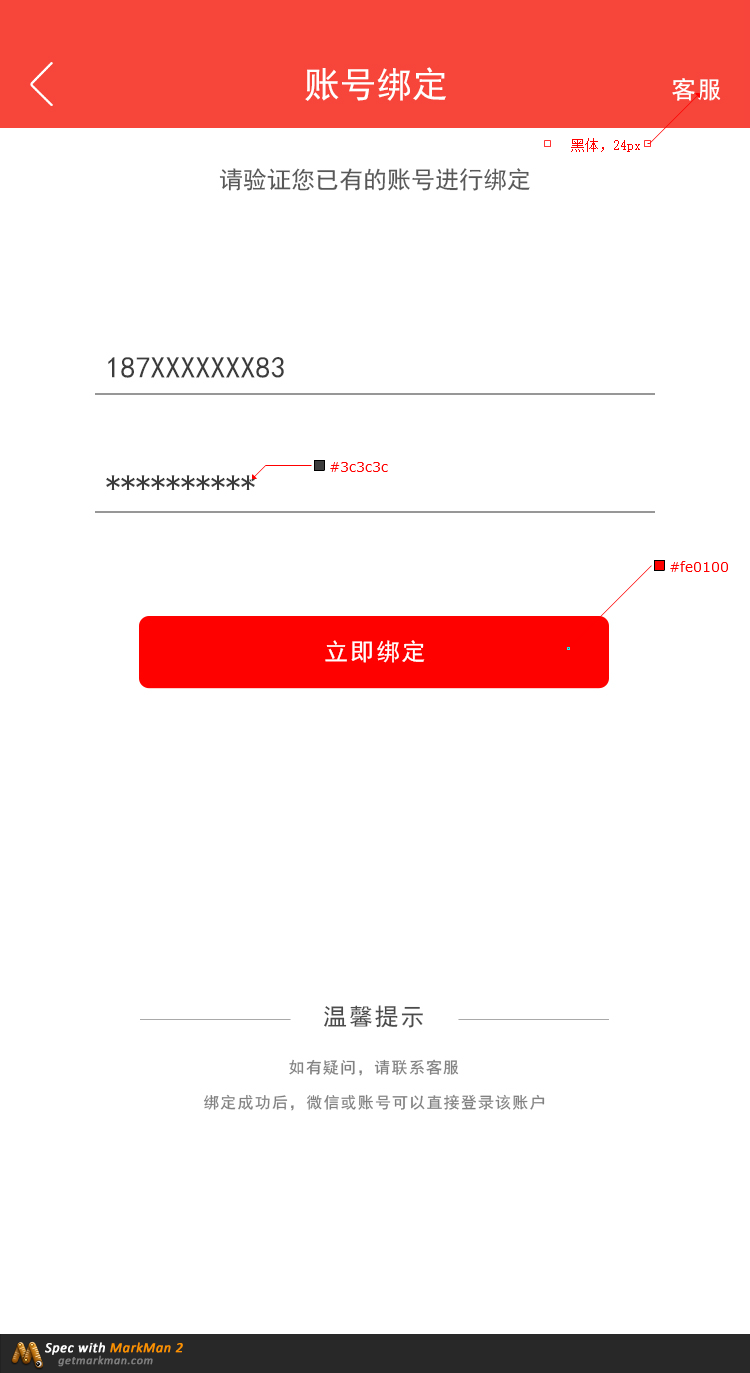 账号绑定
客服
黑体，24px
请验证您已有的账号进行绑定
187XXXXXXX83
**********
#3c3c3c
#fe0100
立即绑定
温馨提示
如有疑问，请联系客服
绑定成功后，微信或账号可以直接登录该账户
Spec with MarkMan 2
getmarkman.com